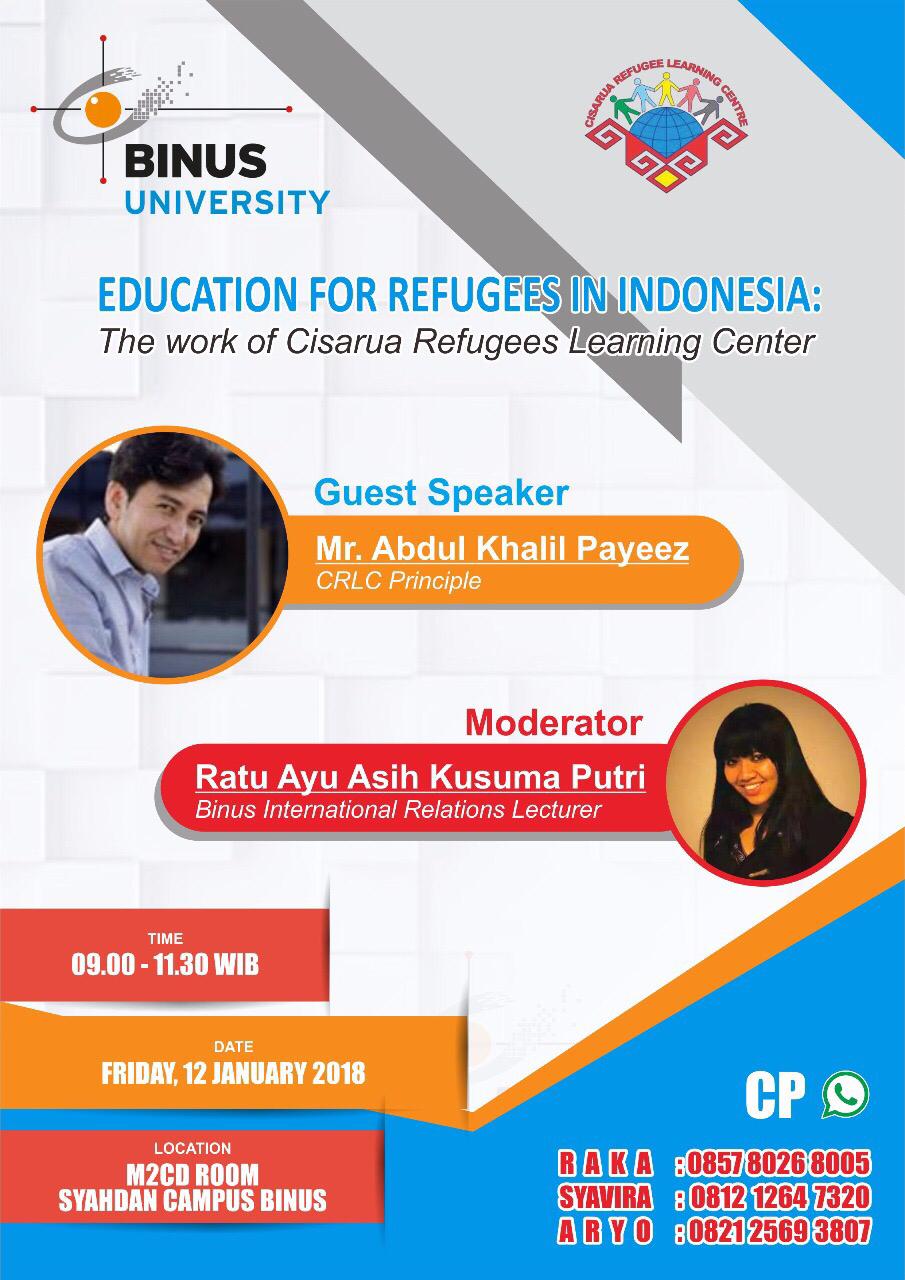 BINUS
UNIVERSITY
CISARUA REFUGEE LEARNING CENTRE
EDUCATION FOR REFUGEES IN INDONESIA:
The work of Cisarua Refugees Learning Center
Guest Speaker
Mr. Abdul Khalil Payeez
CRLC Principle
Moderator
Ratu Ayu Asih Kusuma Putri
Binus International Relations Lecturer
TIME
09.00 - 11.30 WIB
DATE
FRIDAY, 12 JANUARY 2018
LOCATION
M2CD ROOM
SYAHDAN CAMPUS BINUS
CP
RAKA : 0857 8026 8005
SYAVIRA : 0812 1264 7320
ARYO : 0821 2569 3807